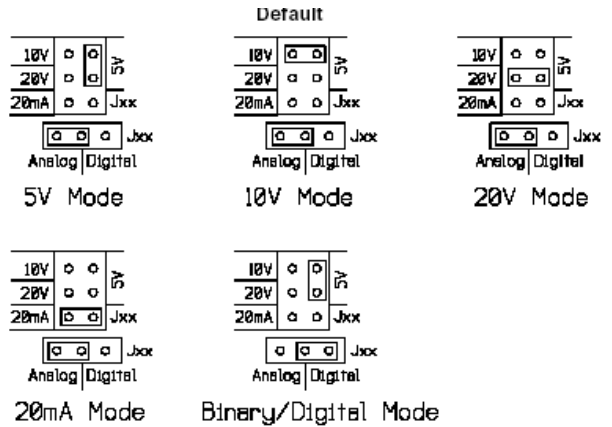 Default
10V 5V
20V
20mA Jxx
Jxx
Analog Digital
5V Mode
10V 5V
20V
20mA Jxx
Jxx
Analog Digital
10V Mode
10V 5V
20V
20mA Jxx
Jxx
Analog Digital
20V Mode
10V 5V
20V
20mA Jxx
Jxx
Analog Digital
20mA Mode
10V 5V
20V
20mA Jxx
Jxx
Analog Digital
Binary/Digital Mode